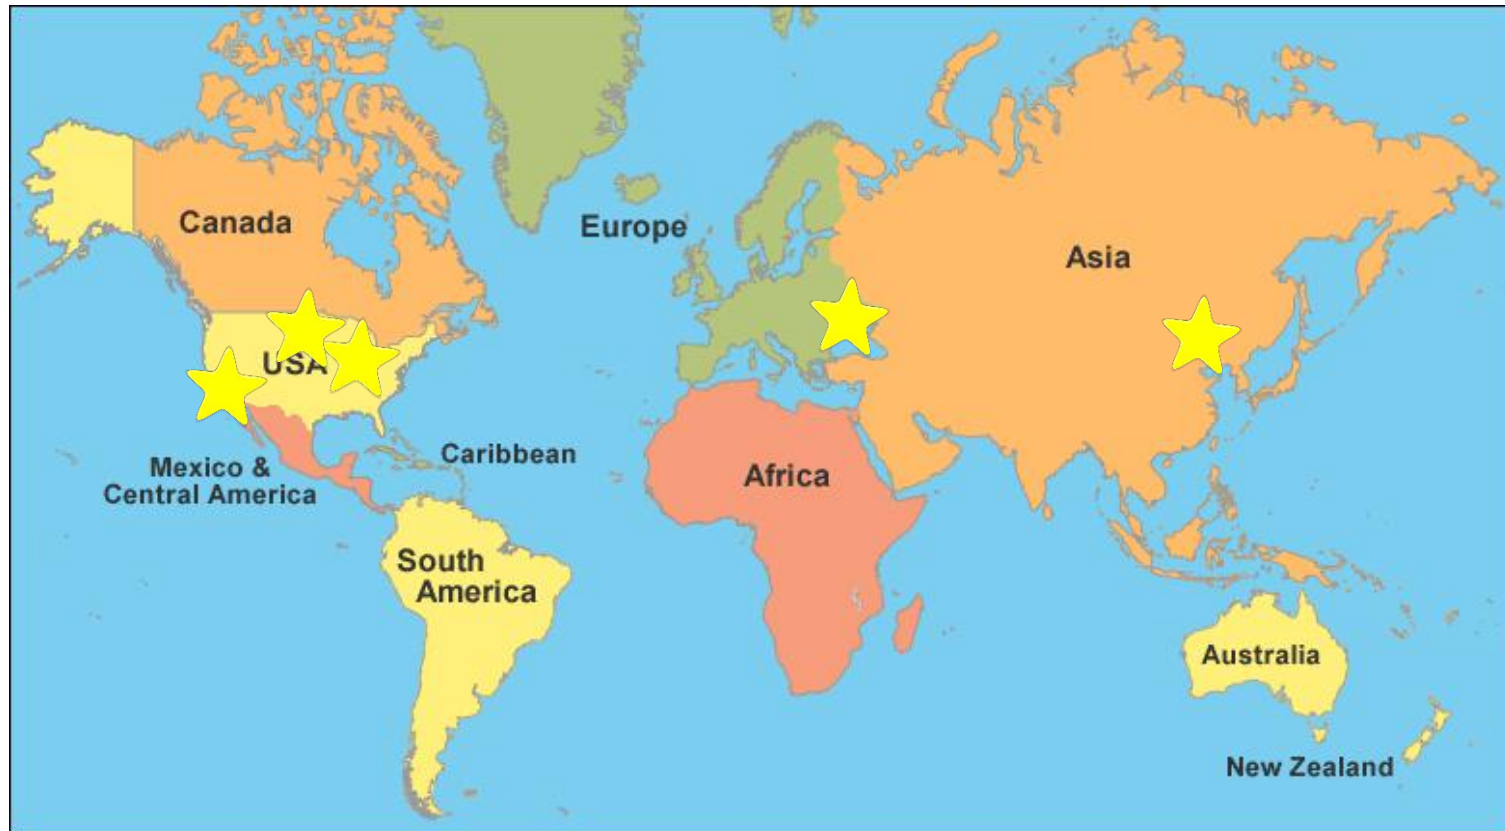 Canada
Europe
Asia
USA
Caribbean
Mexico &
Central America
Africa
South
America
Australia
New Zealand